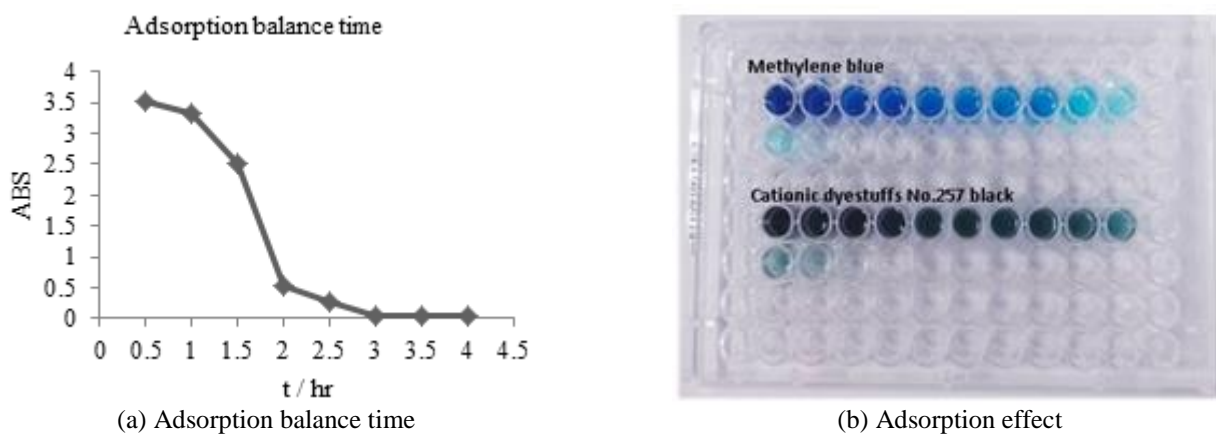 Adsorption balance time
4
3.5
3
2.5
2
1.5
1
0.5
0
ABS
0 0.5 1 1.5 2 2.5 3 3.5 4 4.5
t / hr
(a) Adsorption balance time
Methylene blue
Cationic dyestuffs No.257 black
(b) Adsorption effect